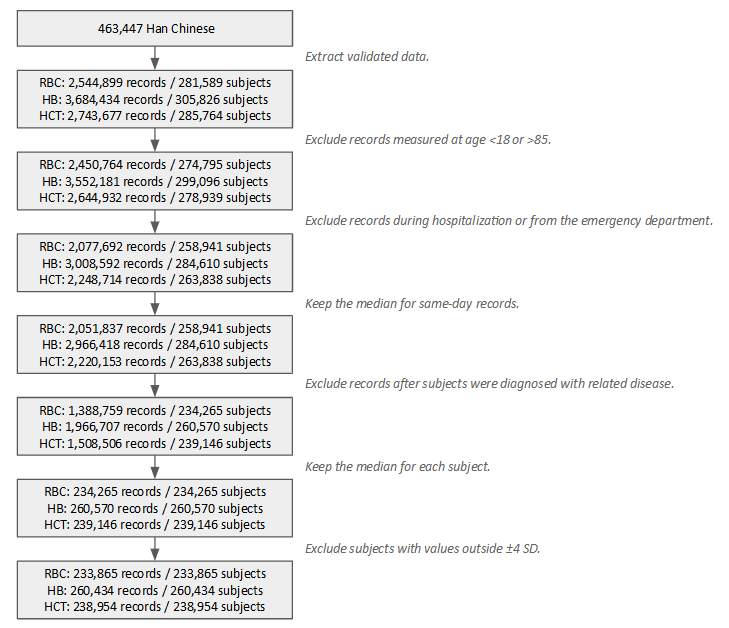 463,447 Han Chinese
Extract validated data.
RBC: 2,544,899 records / 281,589 subjects
HB: 3,684,434 records / 305,826 subjects
HCT: 2,743,677 records / 285,764 subjects
Exclude records measured at age <18 or >85.
RBC: 2,450,764 records / 274,795 subjects
HB: 3,552,181 records / 299,096 subjects
HCT: 2,644,932 records / 278,939 subjects
Exclude records during hospitalization or from the emergency department.
RBC: 2,077,692 records / 258,941 subjects
HB: 3,008,592 records / 284,610 subjects
HCT: 2,248,714 records / 263,838 subjects
Keep the median for same-day records.
RBC: 2,051,837 records / 258,941 subjects
HB: 2,966,418 records / 284,610 subjects
HCT: 2,220,153 records / 263,838 subjects
Exclude records after subjects were diagnosed with related disease.
RBC: 1,388,759 records / 234,265 subjects
HB: 1,966,707 records / 260,570 subjects
HCT: 1,508,506 records / 239,146 subjects
Keep the median for each subject.
RBC: 234,265 records / 234,265 subjects
HB: 260,570 records / 260,570 subjects
HCT: 239,146 records / 239,146 subjects
Exclude subjects with values outside ±4 SD.
RBC: 233,865 records / 233,865 subjects
HB: 260,434 records / 260,434 subjects
HCT: 238,954 records / 238,954 subjects